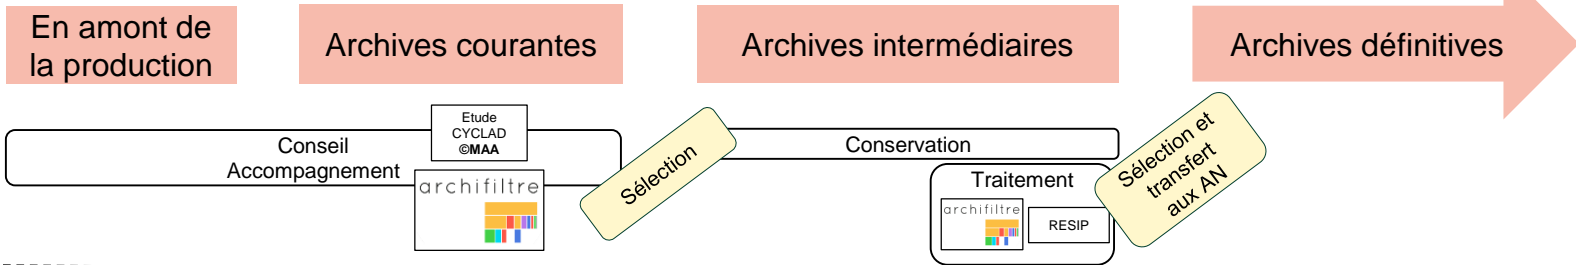 En amont de
la production
Archives courantes
Archives intermédiaires
Archives définitives
Conseil
Accompagnement
Etude
CYCLAD
©MAA
archifiltre
Sélection
Conservation
Traitement
archifiltre
RESIP
Sélection et
transfert
aux AN